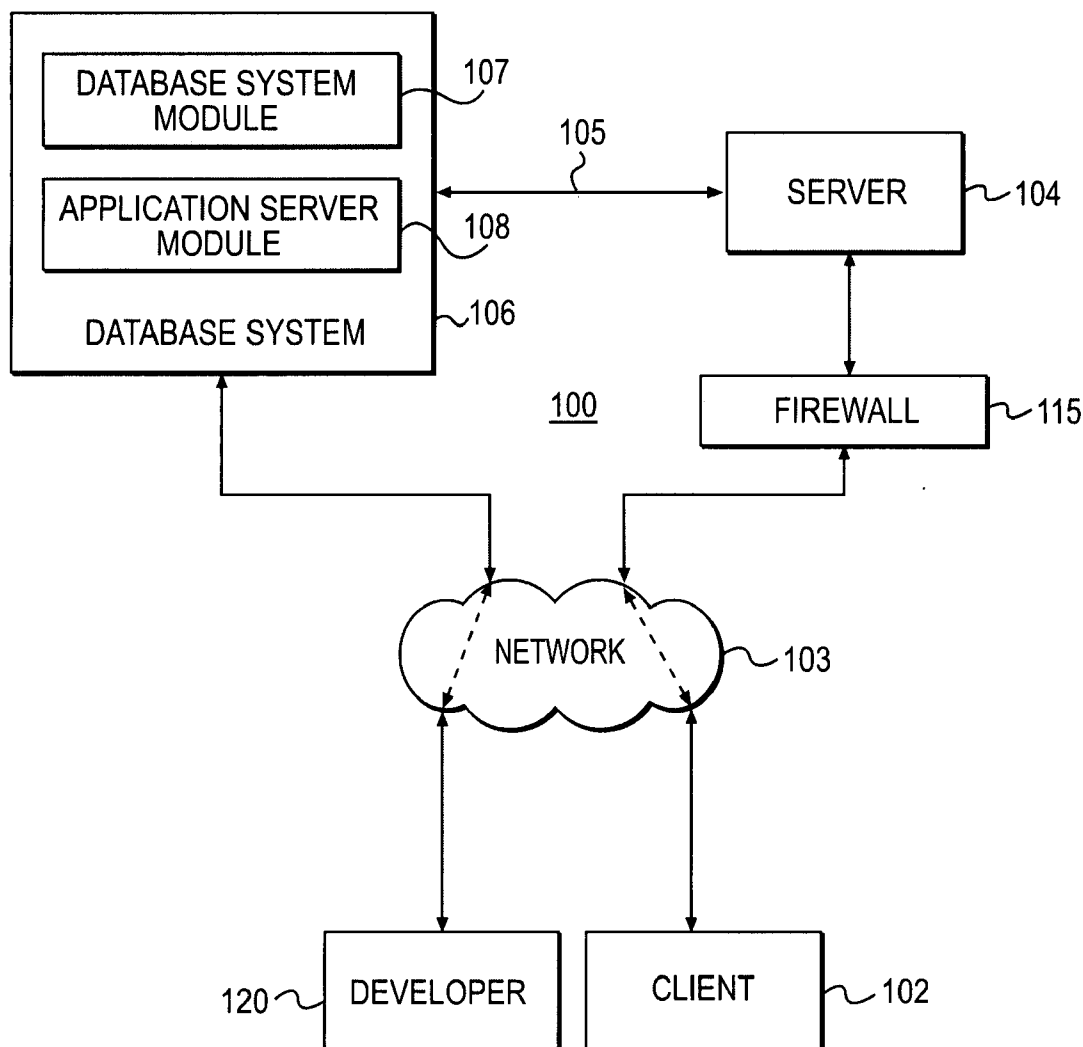 DATABASE SYSTEM
MODULE
107
APPLICATION SERVER
MODULE
108
DATABASE SYSTEM
106
105
SERVER
104
FIREWALL
115
100
NETWORK
103
DEVELOPER
120
CLIENT
102